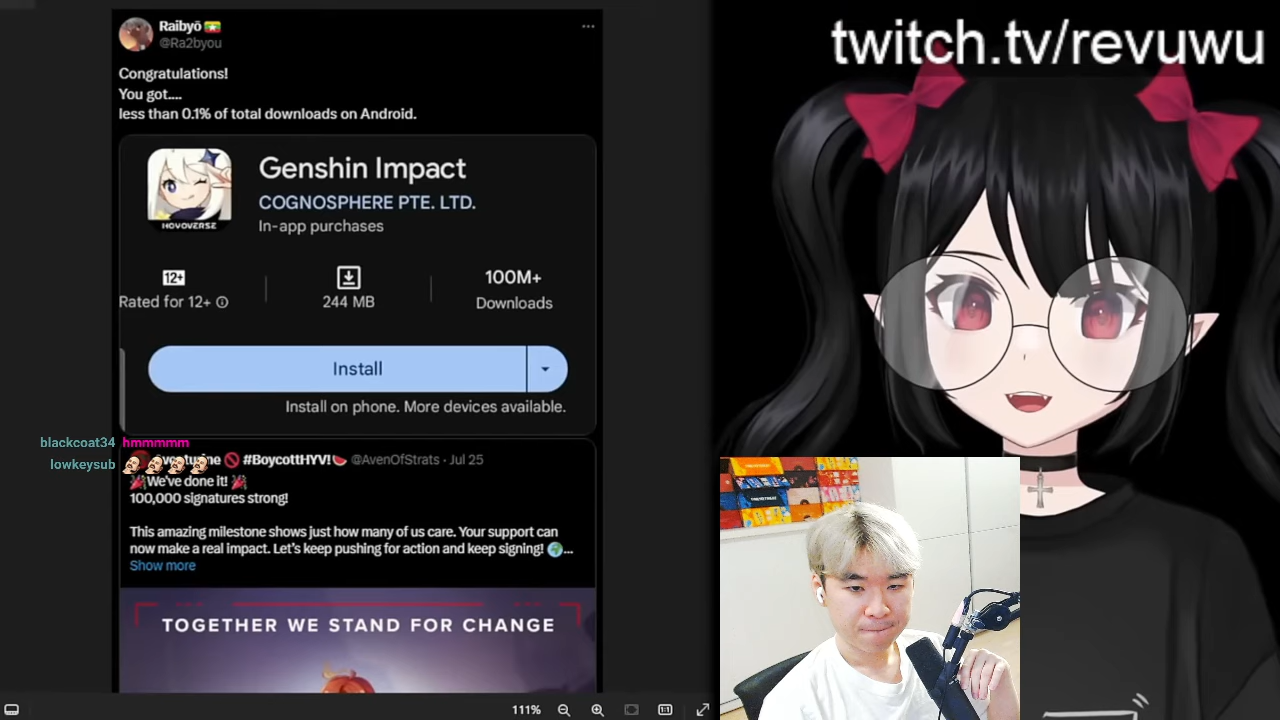 twitch.tv/revuwu
Raibyō
@Ra2byou
Congratulations!
You got....
less than 0.1% of total downloads on Android.
Genshin Impact
COGNOSPHERE PTE. LTD.
In-app purchases
HOYOVERSE
12+
Rated for 12+
244 MB
100M+
Downloads
Install
Install on phone. More devices available.
blackcoat34 hmmmmm
lowkeysub
#BoycottHYV! @AvenOfStrats · Jul 25
We've done it!
100,000 signatures strong!
This amazing milestone shows just how many of us care. Your support can
now make a real impact. Let's keep pushing for action and keep signing! ...
Show more
TOGETHER WE STAND FOR CHANGE
111%